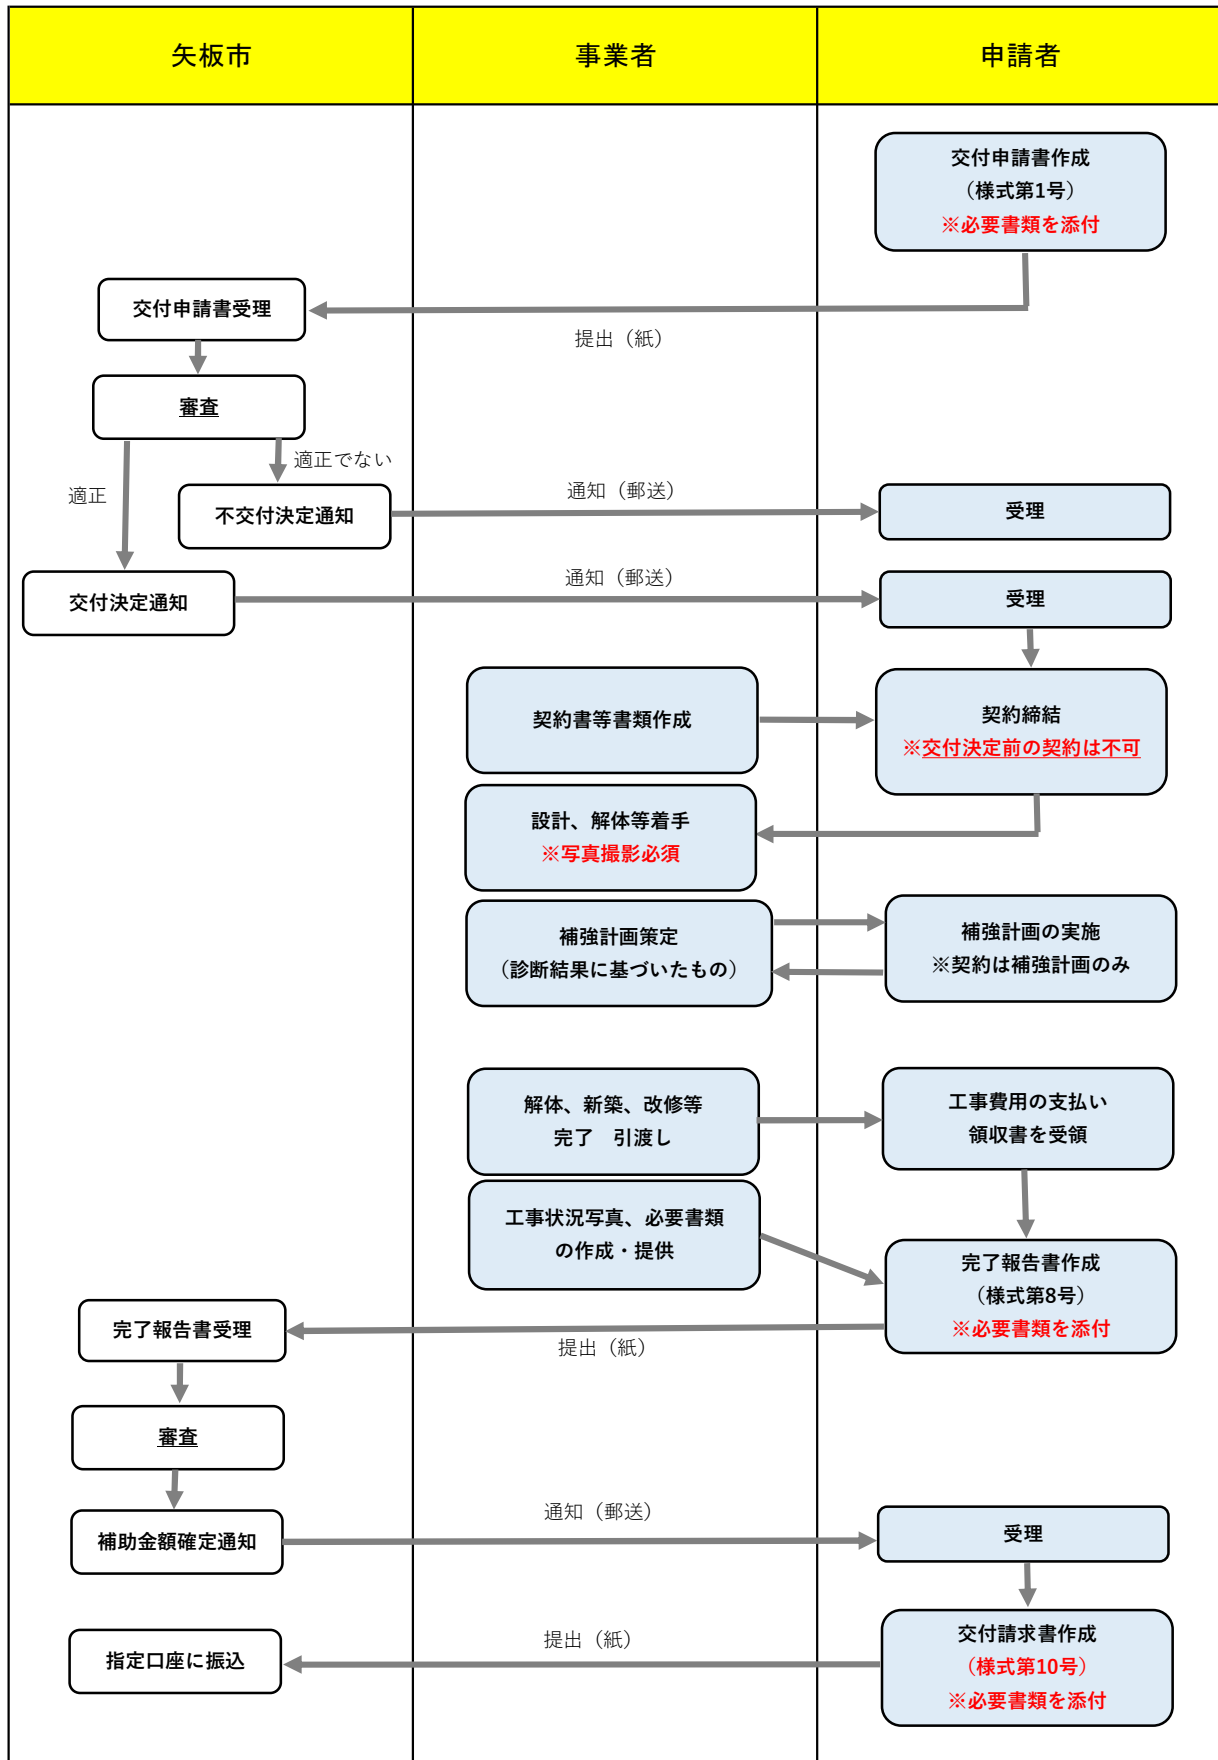 矢板市
事業者
申請者
交付申請書作成
（様式第1号）
※必要書類を添付
交付申請書受理
提出（紙）
審査
適正でない
適正
不交付決定通知
通知（郵送）
受理
交付決定通知
通知（郵送）
受理
契約書等書類作成
契約締結
※交付決定前の契約は不可
設計、解体等着手
※写真撮影必須
補強計画策定
（診断結果に基づいたもの）
補強計画の実施
※契約は補強計画のみ
解体、新築、改修等
完了　引渡し
工事費用の支払い
領収書を受領
工事状況写真、必要書類
の作成・提供
完了報告書作成
（様式第8号）
※必要書類を添付
完了報告書受理
提出（紙）
審査
補助金額確定通知
通知（郵送）
受理
交付請求書作成
（様式第10号）
※必要書類を添付
提出（紙）
指定口座に振込